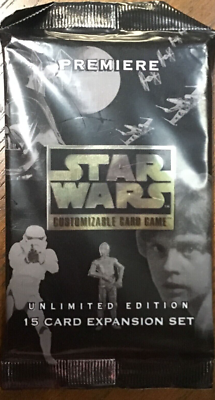 PREMIERE
STAR
WARS
CUSTOMIZABLE CARD GAME
UNLIMITED EDITION
15 CARD EXPANSION SET